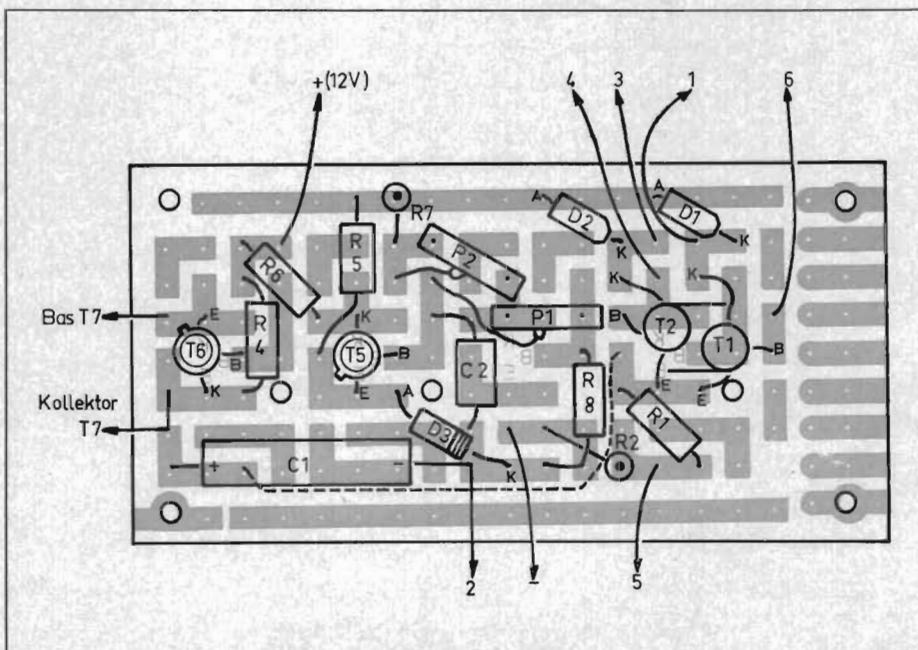 +(12V)
4
3
1
6
A
R7
A
D2
D1
R
5
P2
K
K
R6
K
K
Bas T7
E
R
4
K
P1
B
T2
T6
B
T5
B
C2
T1
B
K
E
A
R
8
E
E
Kollektor
T7
R1
D3
K
R2
+
C1
-
2
-
5